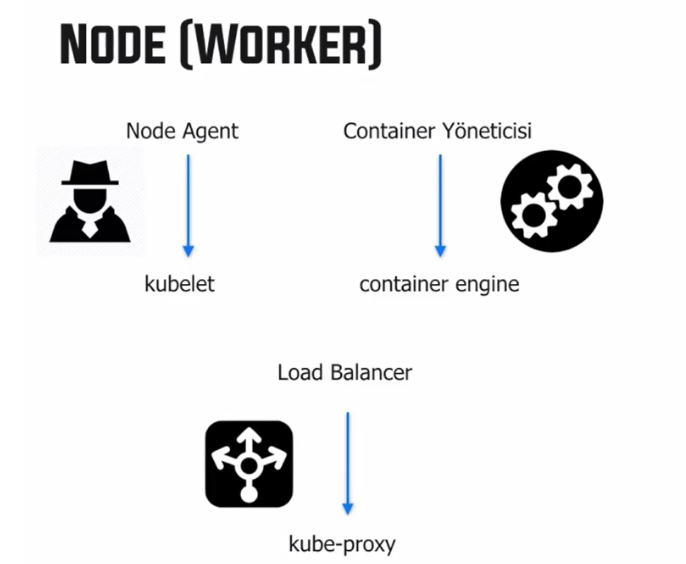 NODE (WORKER)
Node Agent
Container Yöneticisi
kubelet
container engine
Load Balancer
kube-proxy